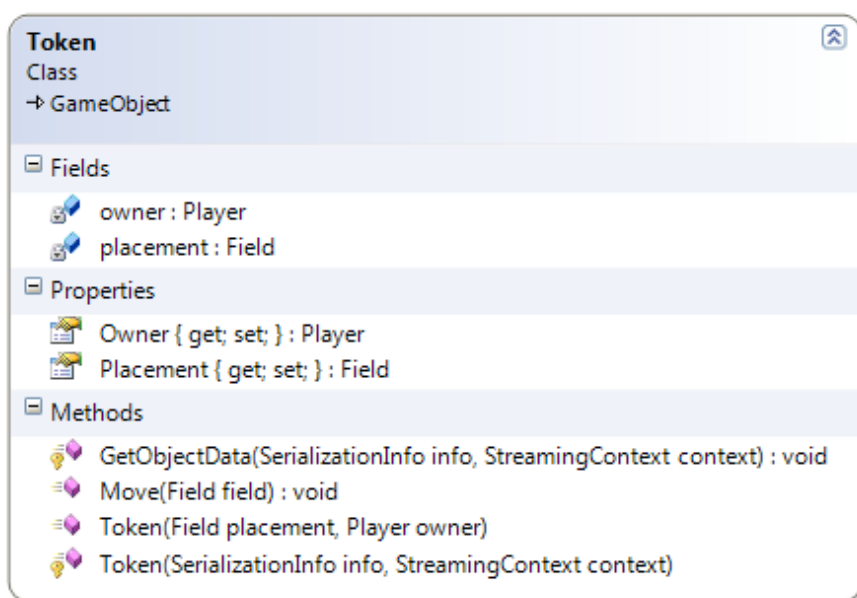 Token
Class
GameObject
Fields
owner : Player
placement : Field
Properties
Owner { get; set; } : Player
Placement { get; set; } : Field
Methods
GetObjectData(SerializationInfo info, StreamingContext context) : void
Move(Field field) : void
Token(Field placement, Player owner)
Token(SerializationInfo info, StreamingContext context)